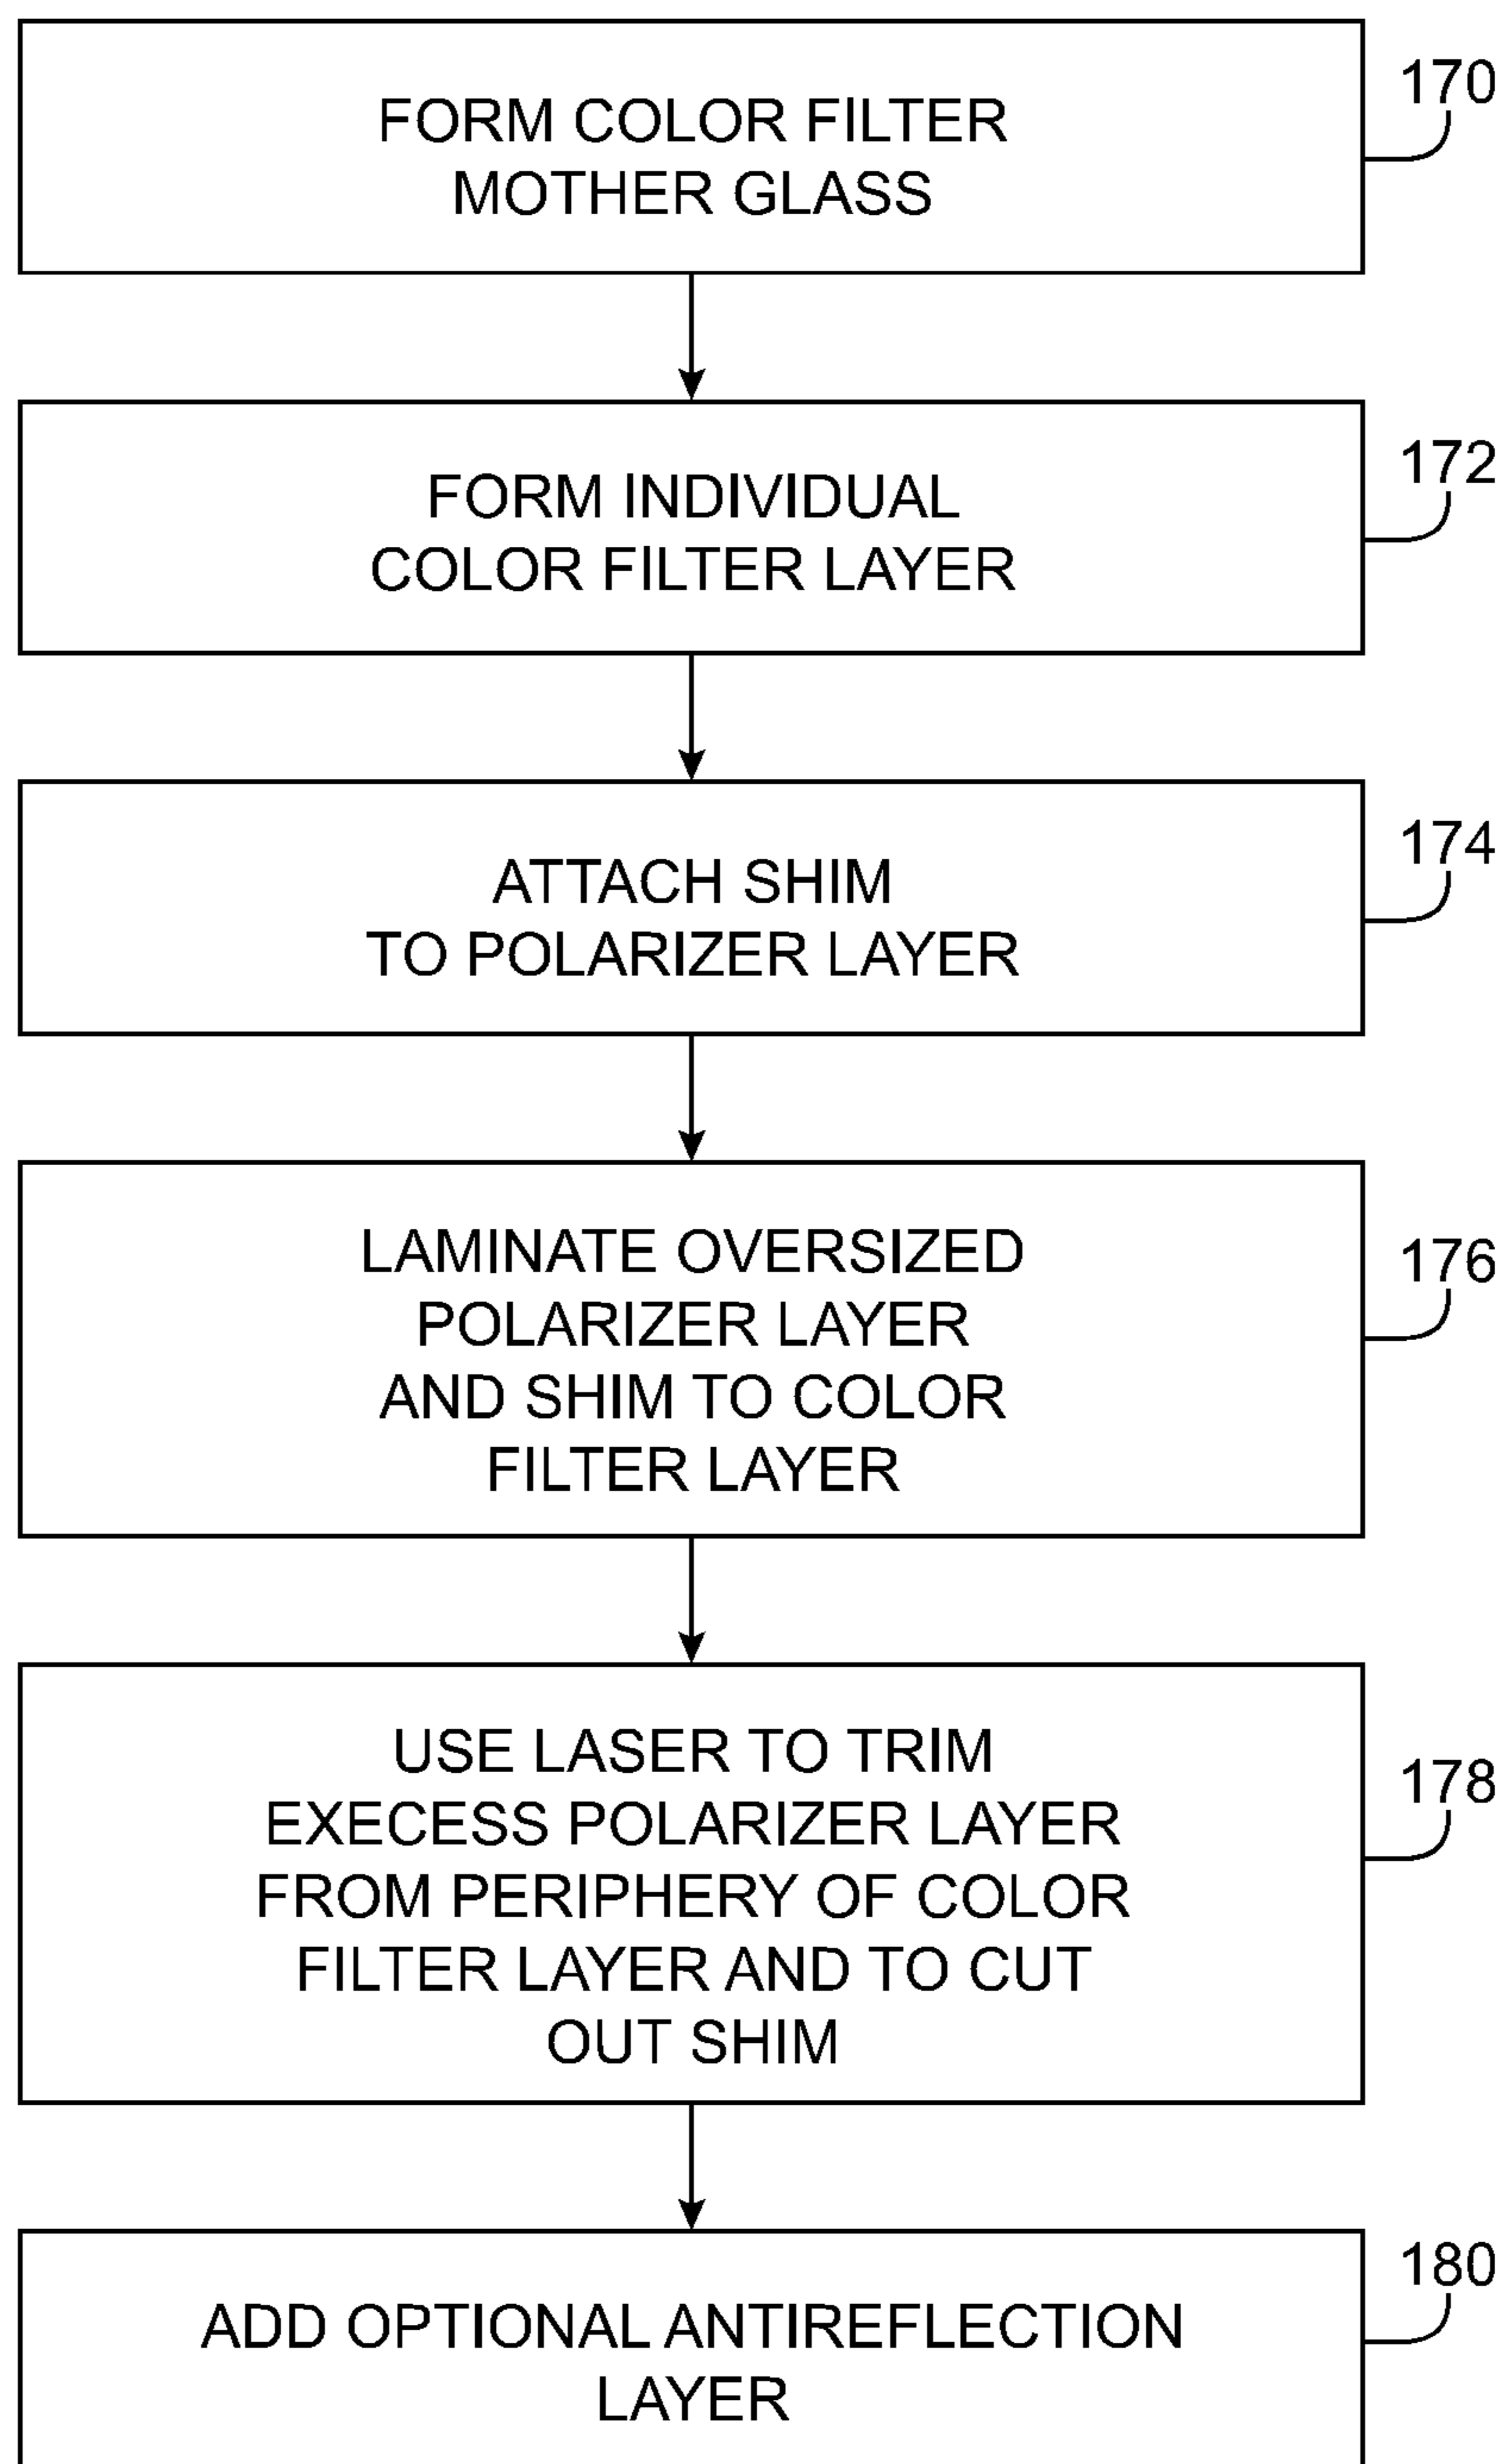 FORM COLOR FILTER
MOTHER GLASS
170
FORM INDIVIDUAL
COLOR FILTER LAYER
172
ATTACH SHIM
TO POLARIZER LAYER
174
LAMINATE OVERSIZED
POLARIZER LAYER
AND SHIM TO COLOR
FILTER LAYER
176
USE LASER TO TRIM
EXECESS POLARIZER LAYER
FROM PERIPHERY OF COLOR
FILTER LAYER AND TO CUT
OUT SHIM
178
ADD OPTIONAL ANTIREFLECTION
LAYER
180